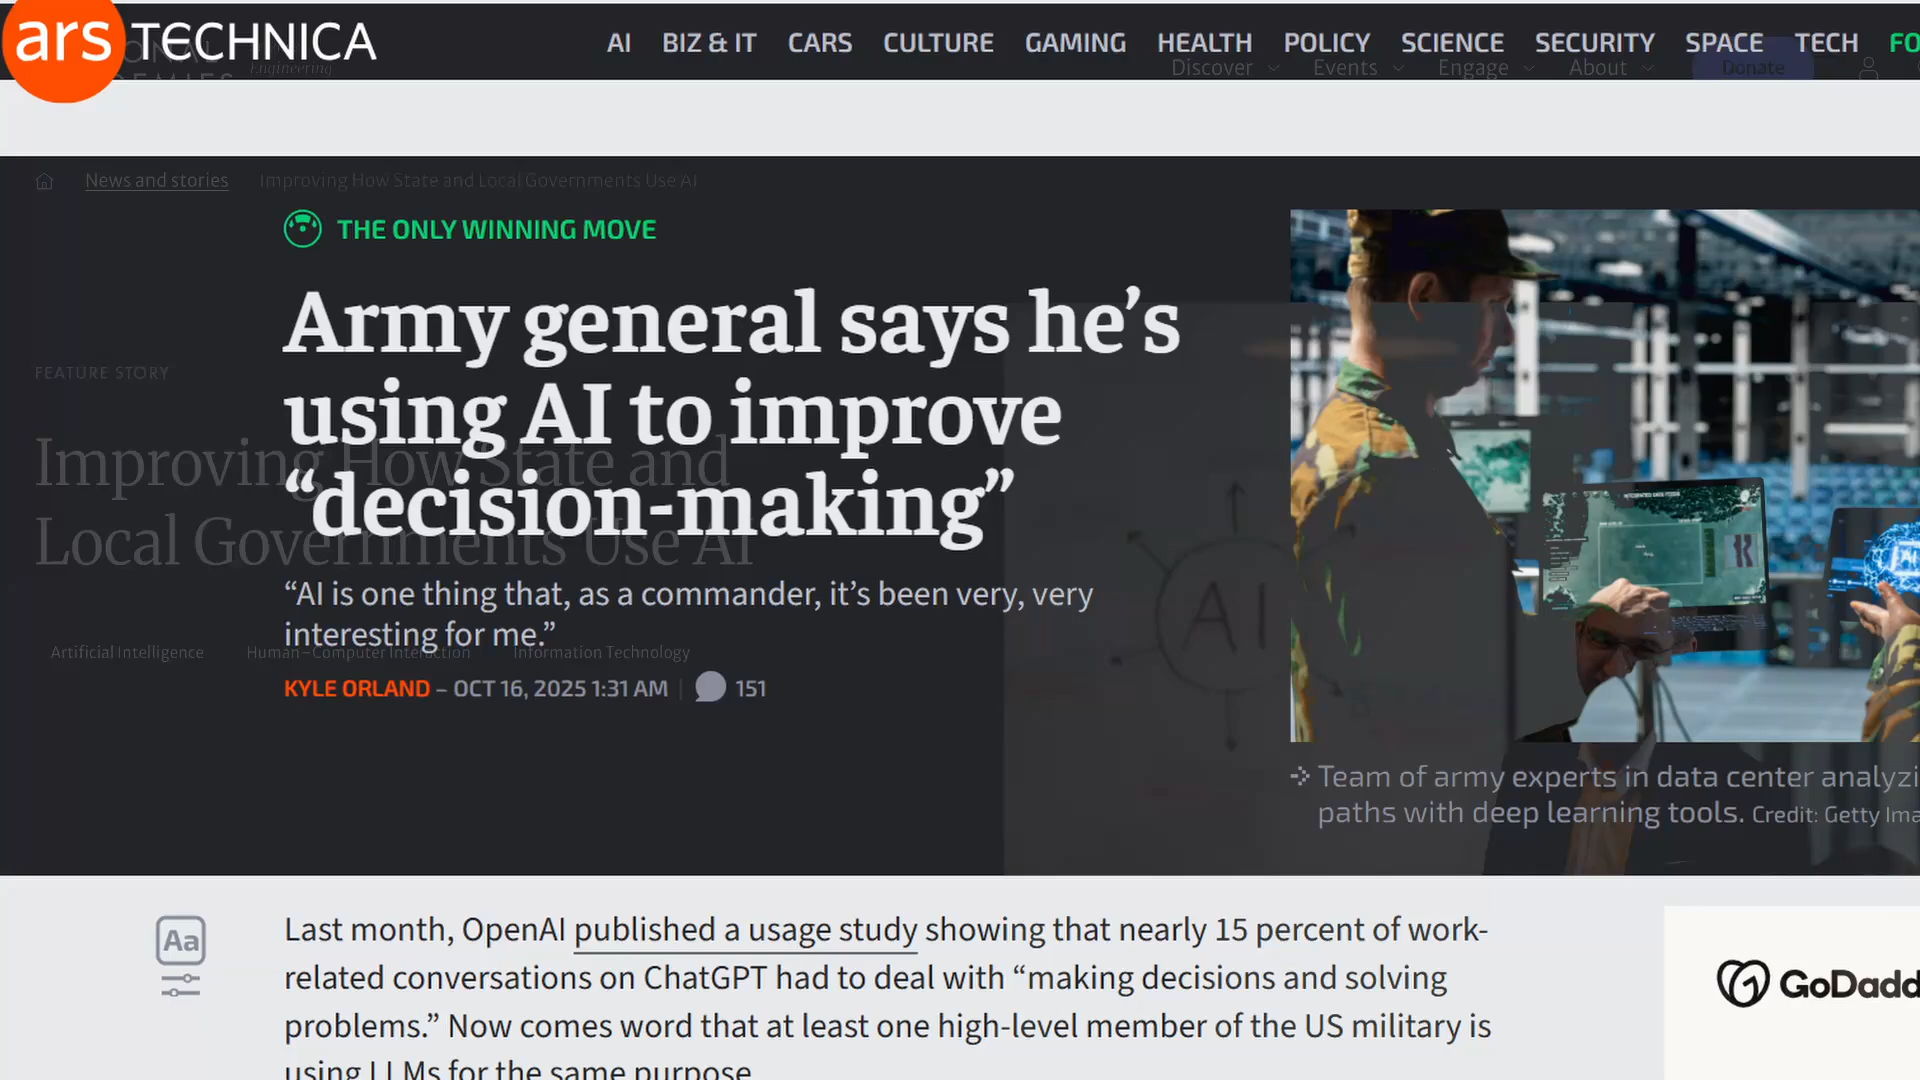 ars TECHNICA
AI BIZ & IT CARS CULTURE GAMING HEALTH POLICY SCIENCE SECURITY SPACE TECH FO
Engineering
Discover Events Engage About Donate
News and stories Improving How State and Local Governments Use AI
THE ONLY WINNING MOVE
Army general says he’s
using AI to improve
“decision-making”
FEATURE STORY
Improving How State and
Local Governments Use AI
“AI is one thing that, as a commander, it’s been very, very
interesting for me.”
Artificial Intelligence Human-Computer Interaction Information Technology
KYLE ORLAND – OCT 16, 2025 1:31 AM | 151
AI
AI
Team of army experts in data center analyzi
paths with deep learning tools. Credit: Getty Ima
Aa
Last month, OpenAI published a usage study showing that nearly 15 percent of work-
related conversations on ChatGPT had to deal with “making decisions and solving
problems.” Now comes word that at least one high-level member of the US military is
using LLMs for the same purpose.
GoDadd